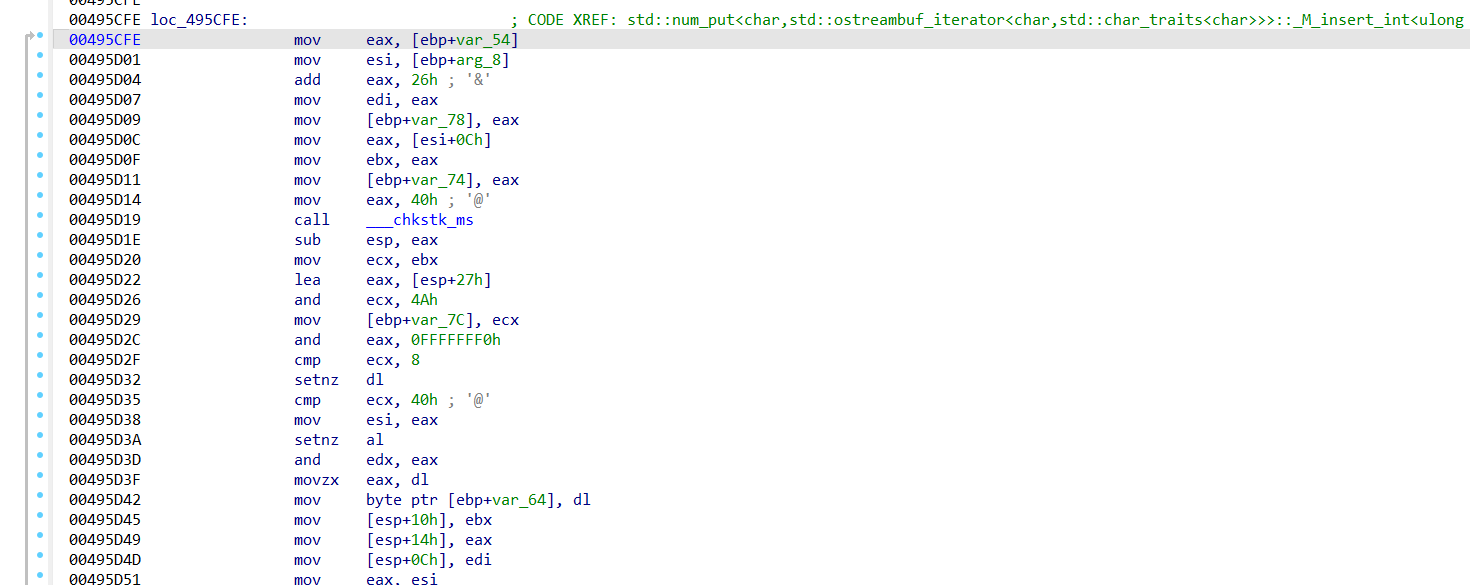 00495CFE
00495CFE loc_495CFE: ; CODE XREF: std::num_put<char,std::ostreambuf_iterator<char,std::char_traits<char>>>::_M_insert_int<ulong
00495CFE mov eax, [ebp+var_54]
00495D01 mov esi, [ebp+arg_8]
00495D04 add eax, 26h ; '&'
00495D07 mov edi, eax
00495D09 mov [ebp+var_78], eax
00495D0C mov eax, [esi+0Ch]
00495D0F mov ebx, eax
00495D11 mov [ebp+var_74], eax
00495D14 mov eax, 40h ; '@'
00495D19 call ___chkstk_ms
00495D1E sub esp, eax
00495D20 mov ecx, ebx
00495D22 lea eax, [esp+27h]
00495D26 and ecx, 4Ah
00495D29 mov [ebp+var_7C], ecx
00495D2C and eax, 0FFFFFFF0h
00495D2F cmp ecx, 8
00495D32 setnz dl
00495D35 cmp ecx, 40h ; '@'
00495D38 mov esi, eax
00495D3A setnz al
00495D3D and edx, eax
00495D3F movzx eax, dl
00495D42 mov byte ptr [ebp+var_64], dl
00495D45 mov [esp+10h], ebx
00495D49 mov [esp+14h], eax
00495D4D mov [esp+0Ch], edi
00495D51 mov eax, esi